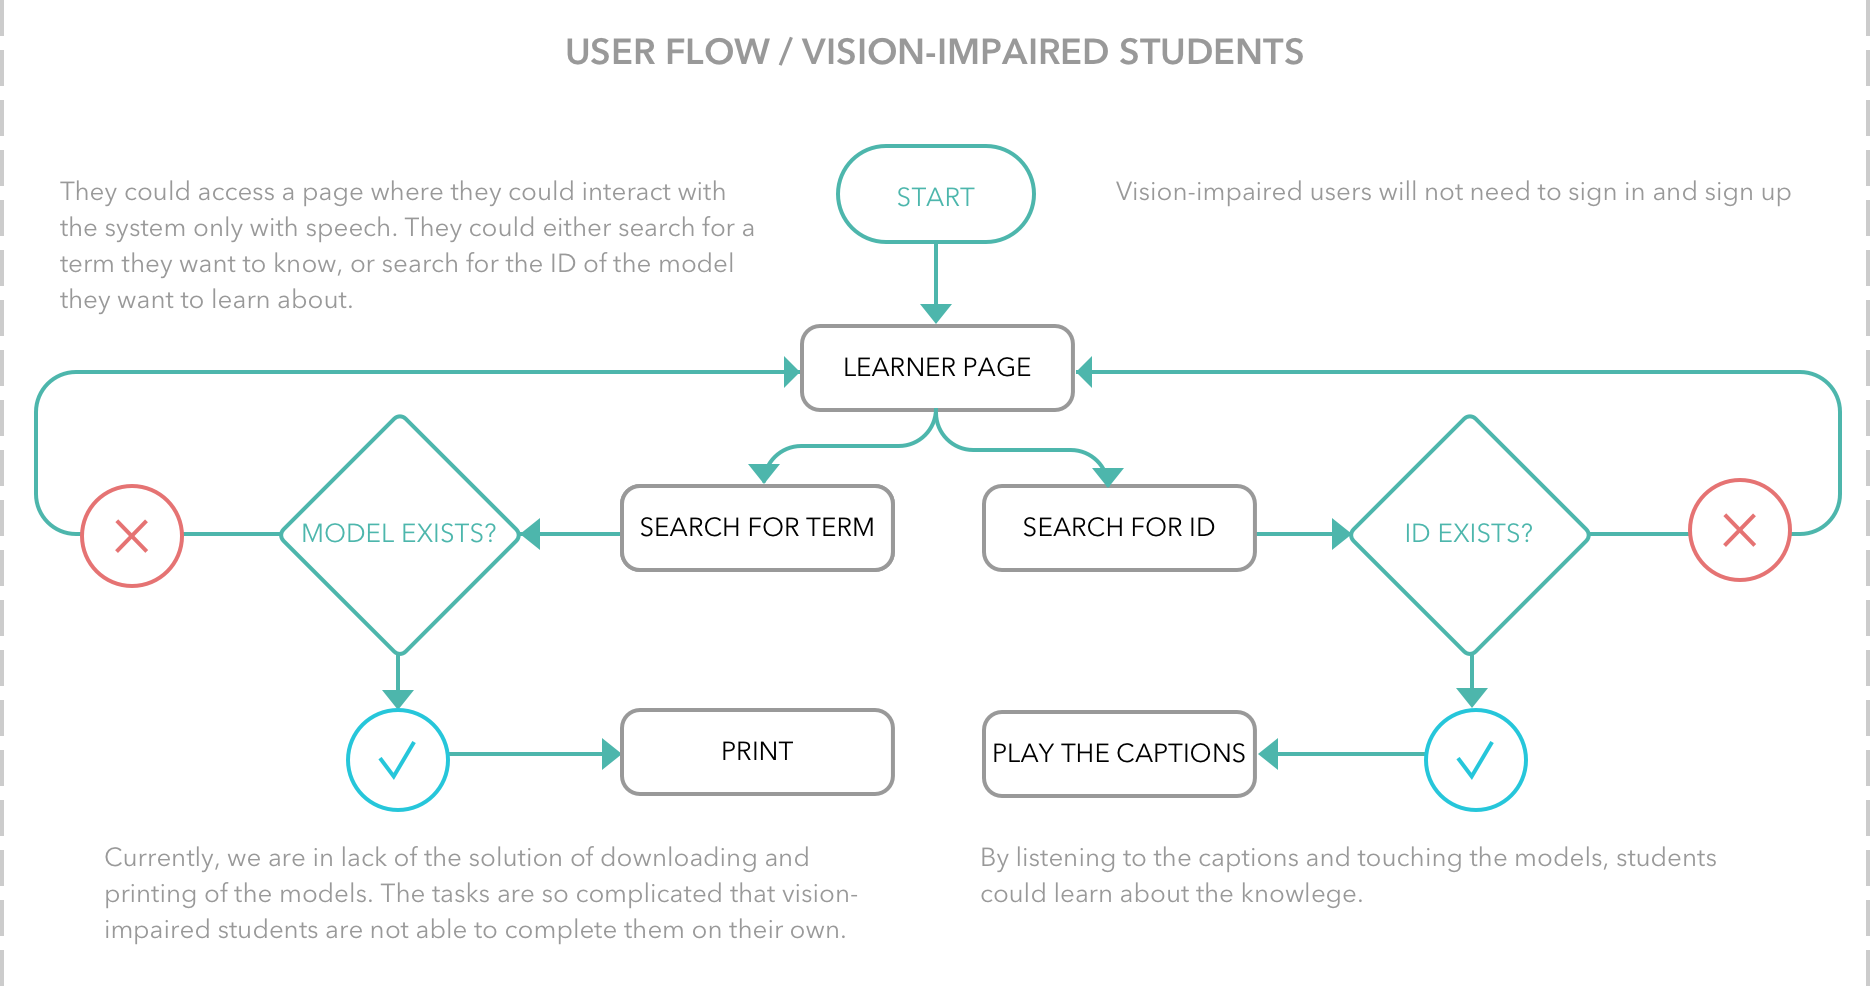 USER FLOW / VISION-IMPAIRED STUDENTS
They could access a page where they could interact with
the system only with speech. They could either search for a
term they want to know, or search for the ID of the model
they want to learn about.
START
Vision-impaired users will not need to sign in and sign up
LEARNER PAGE
MODEL EXISTS?
SEARCH FOR TERM
SEARCH FOR ID
ID EXISTS?
PRINT
PLAY THE CAPTIONS
Currently, we are in lack of the solution of downloading and
printing of the models. The tasks are so complicated that vision-
impaired students are not able to complete them on their own.
By listening to the captions and touching the models, students
could learn about the knowlege.